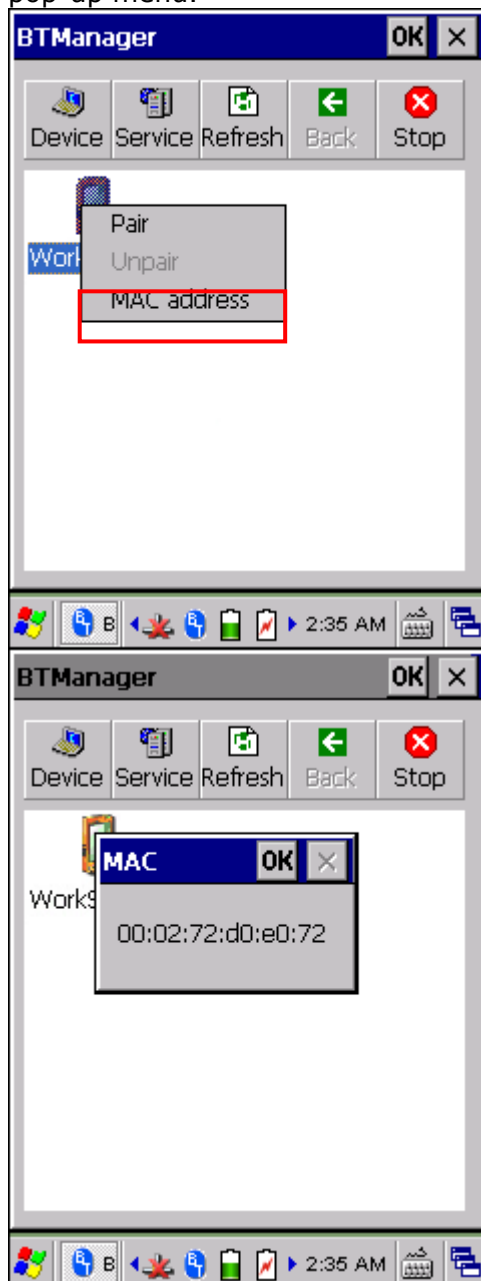 pop-up menu.
BTManager OK
Device Service Refresh Back Stop
Pair
Unpair
MAC address
B 2:35 AM
BTManager OK
Device Service Refresh Back Stop
MAC OK
00:02:72:d0:e0:72
B 2:35 AM